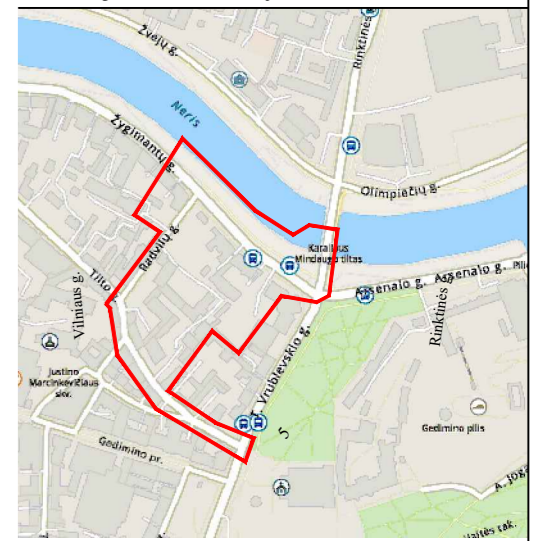 Žvejų g.
Rinktinės
Neris
Žygimantų g.
Olimpiečių g.
Radvilų g.
Karaliaus
Mindaugo tiltas
Arsenalo g.
Arsenalo g.
Tilto
Vilniaus g.
Rinktinės g.
Justino
Marcinkevičiaus
skv.
Vrublevskio g.
5
Gedimino pilis
Gedimino pr.